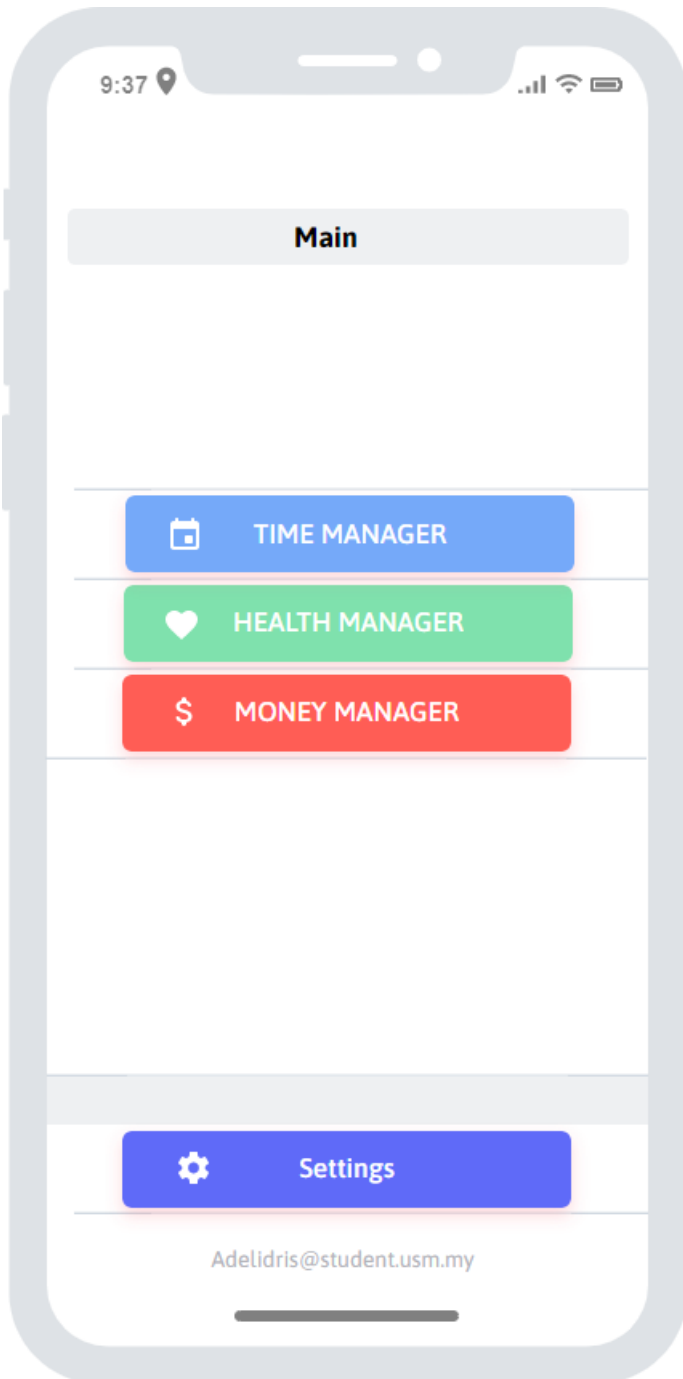 9:37
Main
TIME MANAGER
HEALTH MANAGER
$ MONEY MANAGER
Settings
Adelidris@student.usm.my